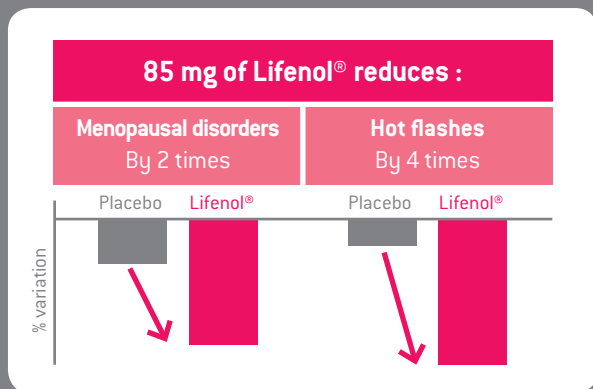 85 mg of Lifenol® reduces :
Menopausal disorders
By 2 times
Hot flashes
By 4 times
Placebo Lifenol®
Placebo Lifenol®
% variation